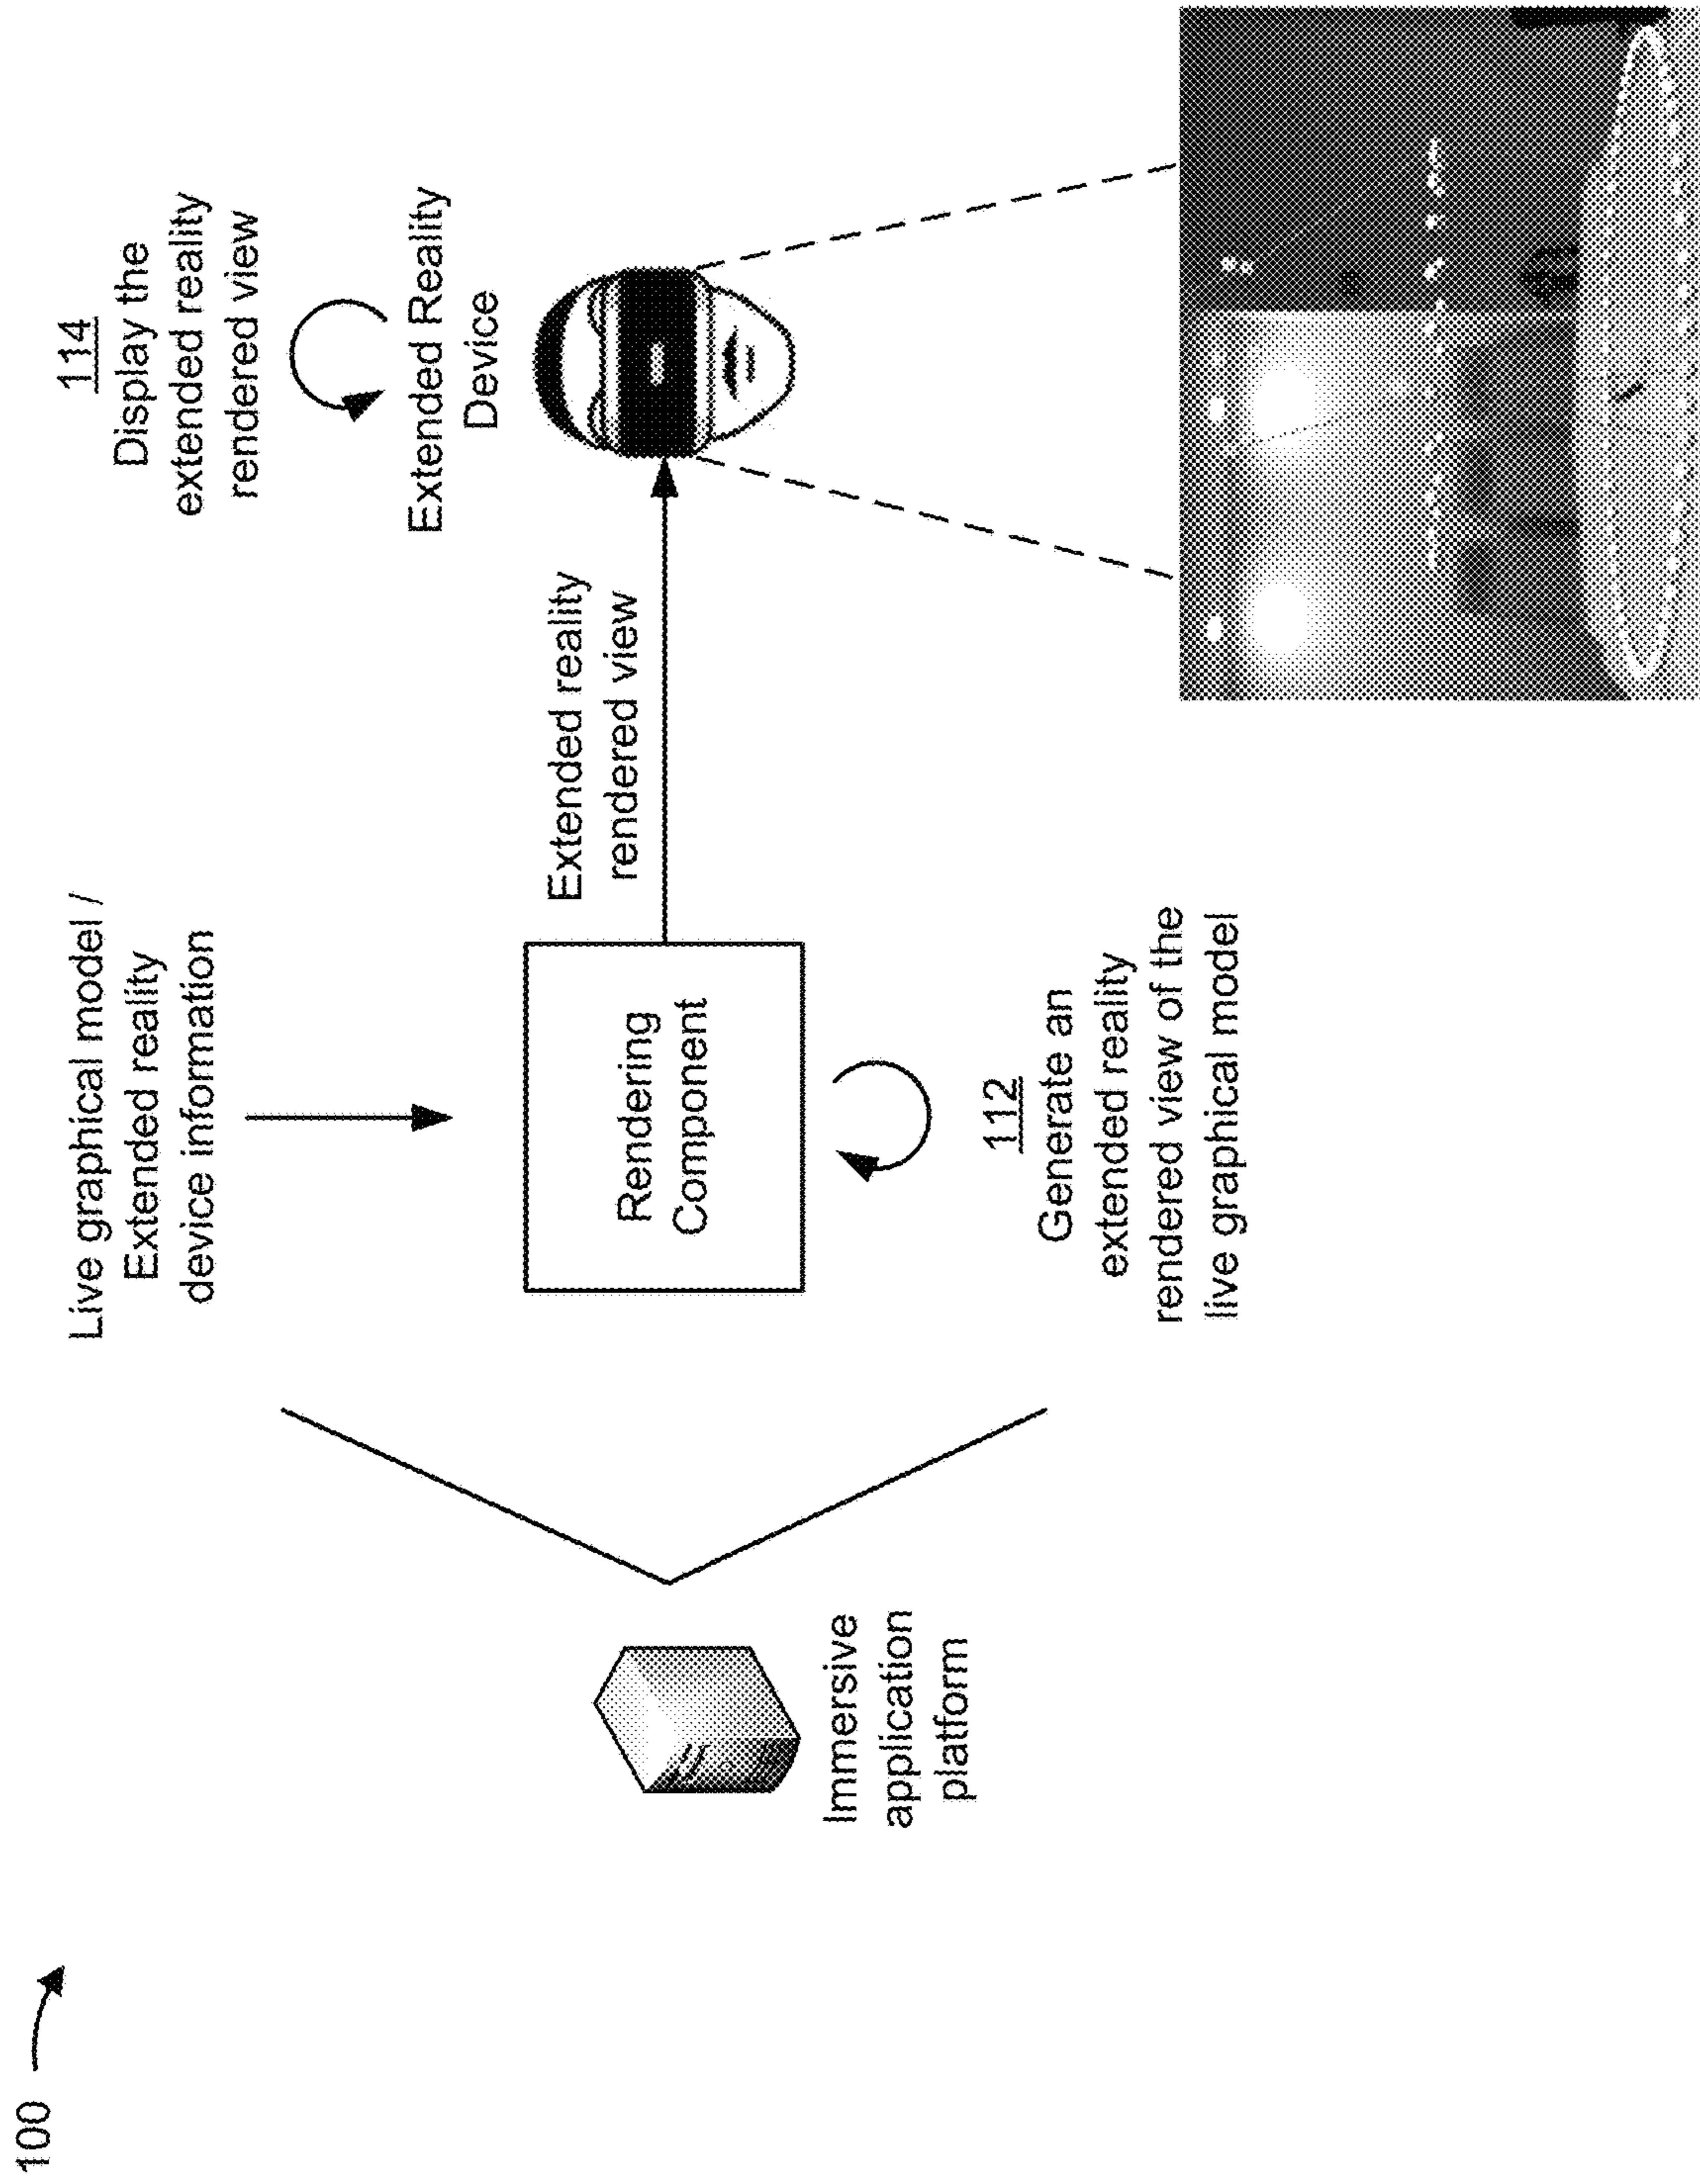 100
Immersive
application
platform
Live graphical model /
Extended reality
device information
Rendering
Component
112
Generate an
extended reality
rendered view of the
live graphical model
Extended reality
rendered view
114
Display the
extended reality
rendered view
Extended Reality
Device